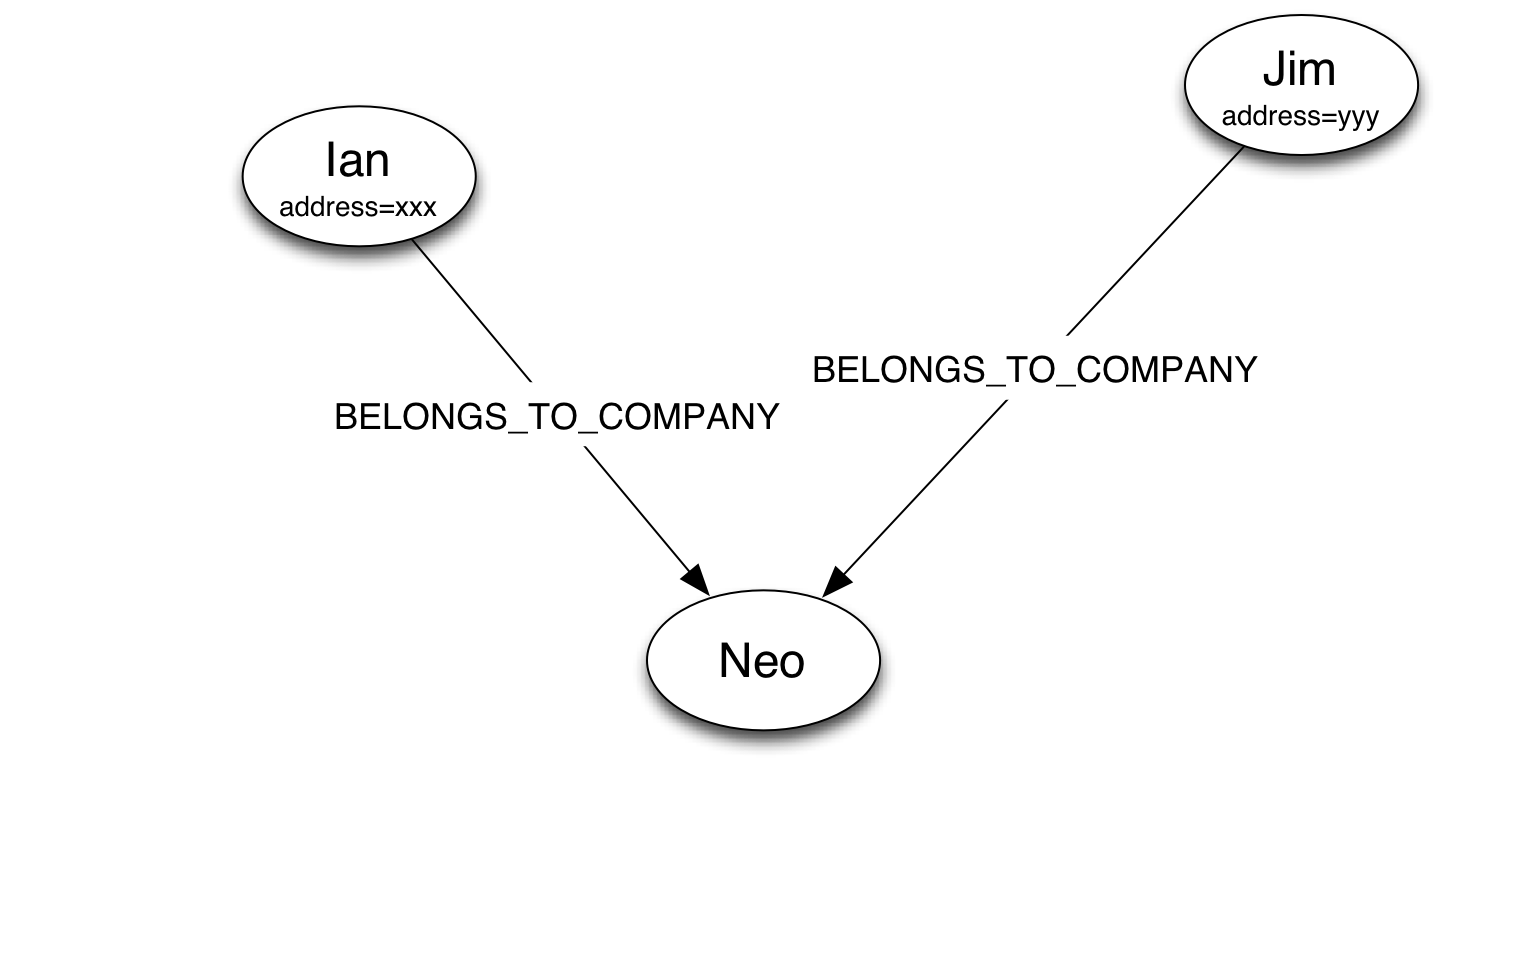 Jim
address=yyy
Ian
address=xxx
BELONGS_TO_COMPANY
BELONGS_TO_COMPANY
Neo